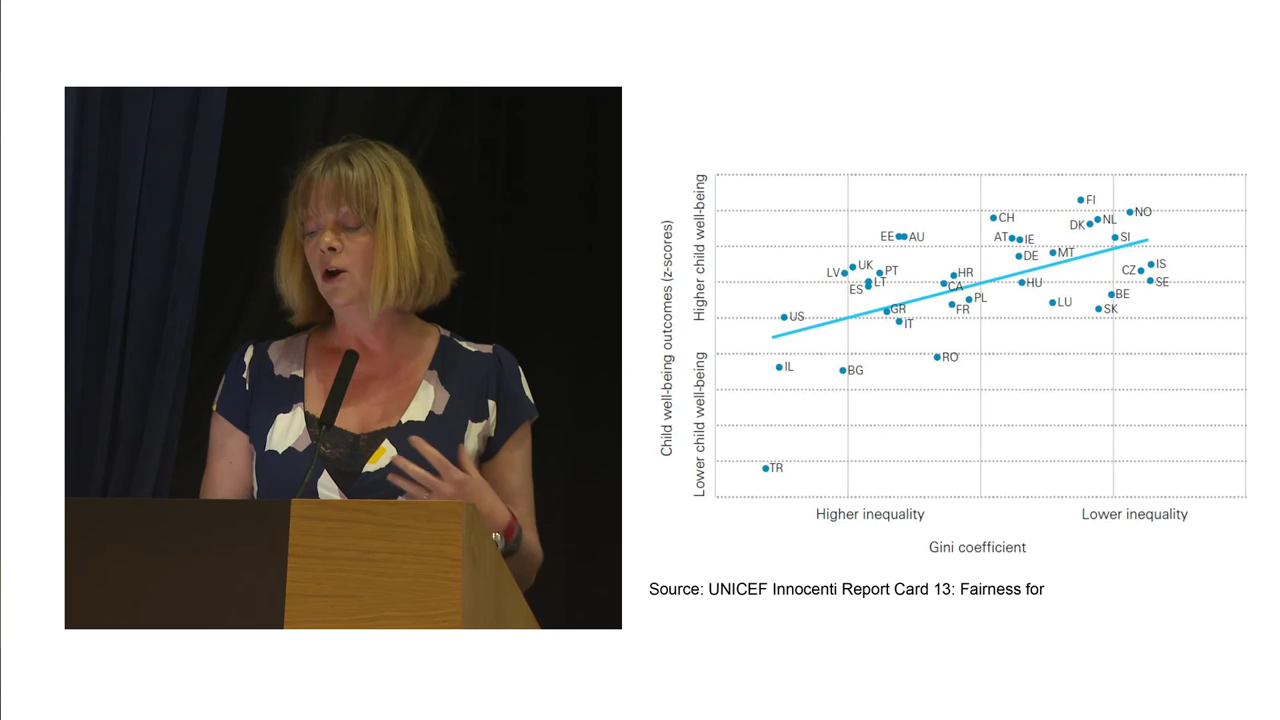 Child well-being outcomes (z-scores)
Higher child well-being
Lower child well-being
FI
NO
CH
NL
DK
EE
AU
AT
IE
SI
MT
DE
UK
LV
PT
LT
ES
HR
CA
IS
CZ
SE
HU
PL
FR
LU
BE
SK
GR
IT
US
RO
IL
BG
TR
Higher inequality
Lower inequality
Gini coefficient
Source: UNICEF Innocenti Report Card 13: Fairness for